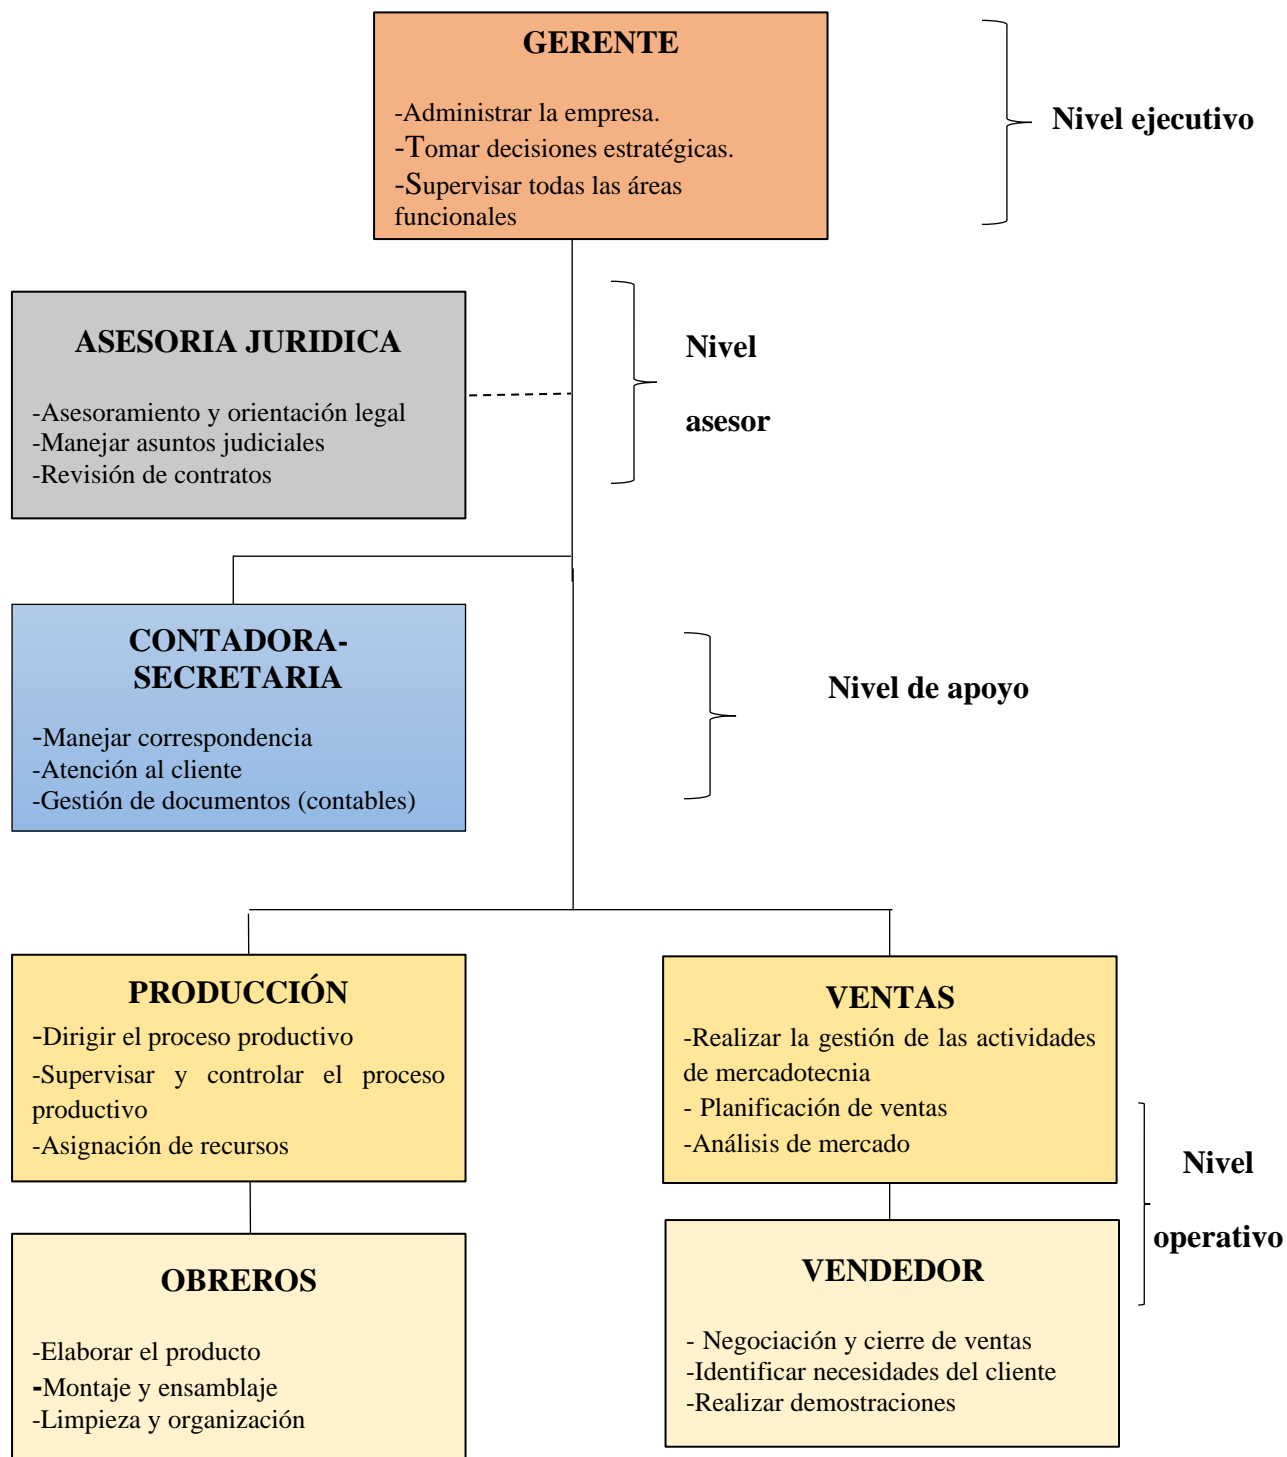 GERENTE
-Administrar la empresa.
-Tomar decisiones estratégicas.
-Supervisar todas las áreas
funcionales
Nivel ejecutivo
ASESORIA JURIDICA
-Asesoramiento y orientación legal
-Manejar asuntos judiciales
-Revisión de contratos
Nivel
asesor
CONTADORA-
SECRETARIA
-Manejar correspondencia
-Atención al cliente
-Gestión de documentos (contables)
Nivel de apoyo
PRODUCCIÓN
-Dirigir el proceso productivo
-Supervisar y controlar el proceso
productivo
-Asignación de recursos
VENTAS
-Realizar la gestión de las actividades
de mercadotecnia
- Planificación de ventas
-Análisis de mercado
Nivel
operativo
OBREROS
-Elaborar el producto
-Montaje y ensamblaje
-Limpieza y organización
VENDEDOR
- Negociación y cierre de ventas
-Identificar necesidades del cliente
-Realizar demostraciones